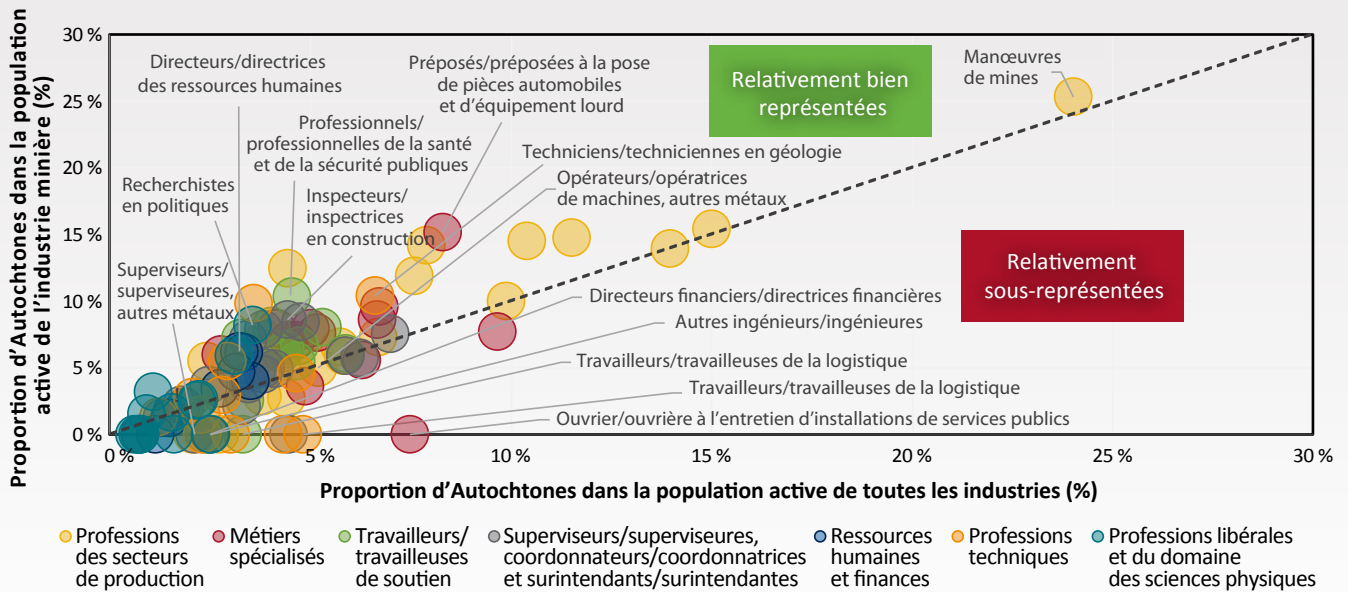 Proportion d’Autochtones dans la population
active de l’industrie minière (%)
30 %
25 %
20 %
15 %
10 %
5 %
0 %
Directeurs/directrices
des ressources humaines
Préposés/préposées à la pose
de pièces automobiles
et d’équipement lourd
Relativement bien
représentées
Manœuvres
de mines
Professionnels/
professionnelles de la santé
et de la sécurité publiques
Techniciens/techniciennes en géologie
Opérateurs/opératrices
de machines, autres métaux
Recherchistes
en politiques
Inspecteurs/
inspectrices
en construction
Superviseurs/
superviseures,
autres métaux
Relativement
sous-représentées
Directeurs financiers/directrices financières
Autres ingénieurs/ingénieures
Travailleurs/travailleuses de la logistique
Travailleurs/travailleuses de la logistique
Ouvrier/ouvrière à l’entretien d’installations de services publics
0 %
5 %
10 %
15 %
20 %
25 %
30 %
Proportion d’Autochtones dans la population active de toutes les industries (%)
Professions
des secteurs
de production
Métiers
spécialisés
Travailleurs/
travailleuses
de soutien
Superviseurs/superviseures,
coordonnateurs/coordonnatrices
et surintendants/surintendantes
Ressources
humaines
et finances
Professions
techniques
Professions libérales
et du domaine
des sciences physiques